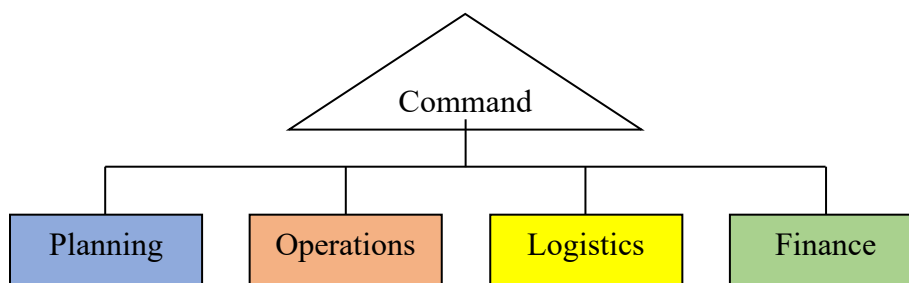 Command
Planning
Operations
Logistics
Finance